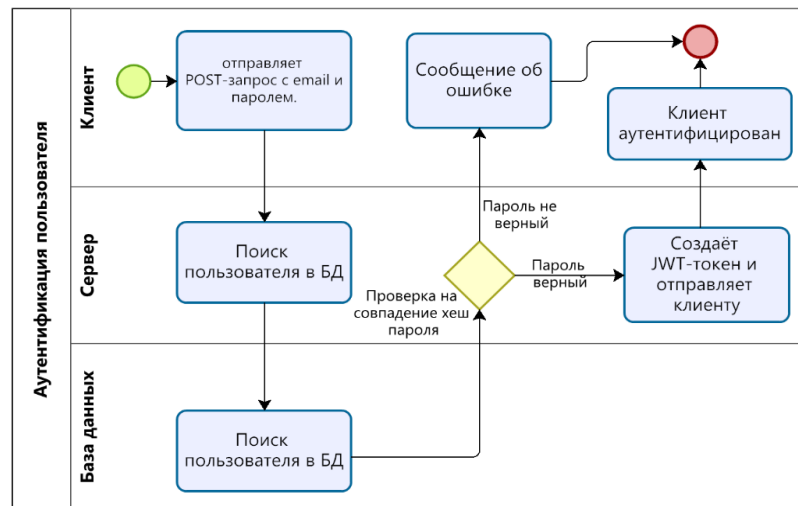 Аутентификация пользователя
Клиент
отправляет
POST-запрос с email и
паролем.
Сообщение об
ошибке
Клиент
аутентифицирован
Сервер
Поиск
пользователя в БД
Пароль не
верный
Проверка на
совпадение хеш
пароля
Пароль
верный
Создаёт
JWT-токен и
отправляет
клиенту
База данных
Поиск
пользователя в БД